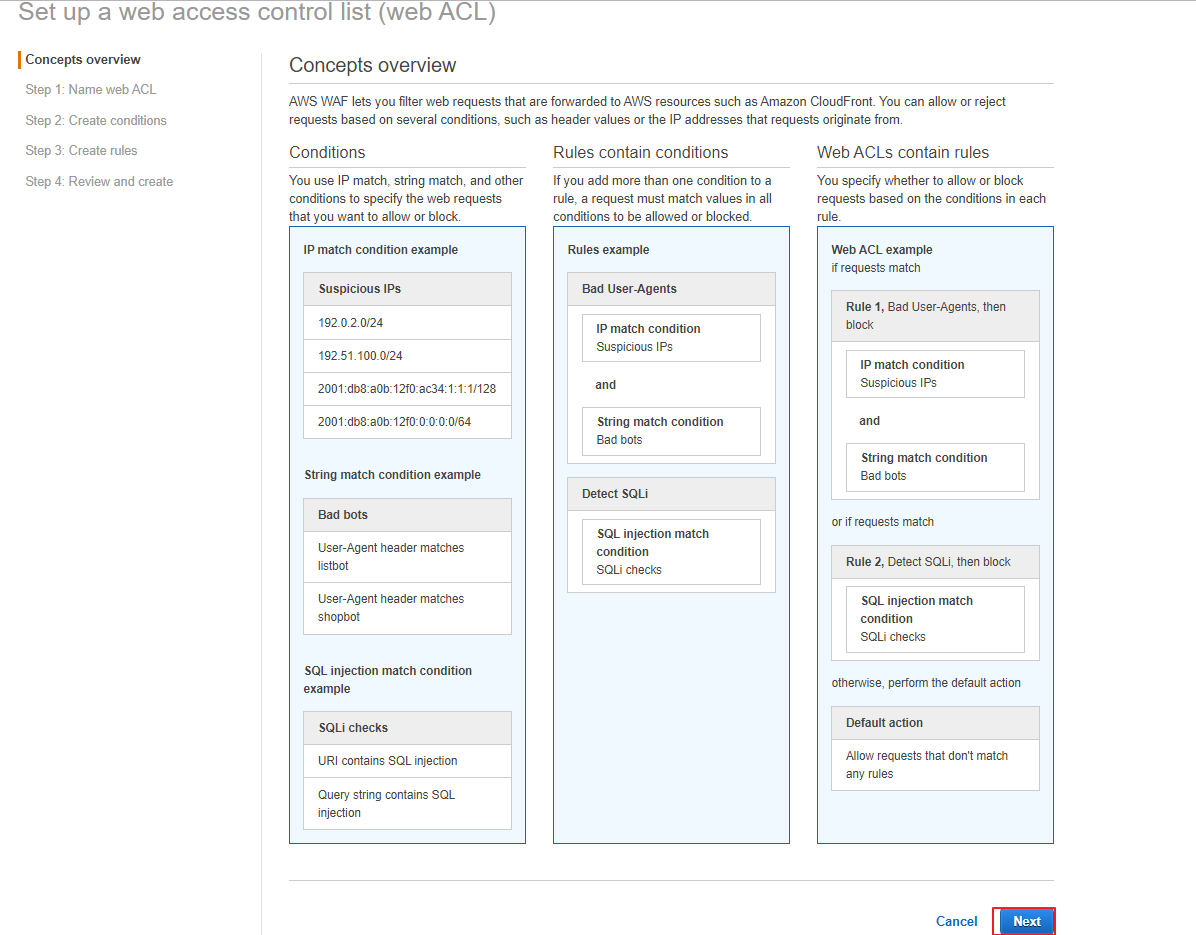 Set up a web access control list (web ACL)
Concepts overview
Step 1: Name web ACL
Step 2: Create conditions
Step 3: Create rules
Step 4: Review and create
Concepts overview
AWS WAF lets you filter web requests that are forwarded to AWS resources such as Amazon CloudFront. You can allow or reject
requests based on several conditions, such as header values or the IP addresses that requests originate from.
Conditions
You use IP match, string match, and other
conditions to specify the web requests
that you want to allow or block.
IP match condition example
Suspicious IPs
192.0.2.0/24
192.51.100.0/24
2001:db8:a0b:12f0:ac34:1:1:1/128
2001:db8:a0b:12f0:0:0:0:0/64
String match condition example
Bad bots
User-Agent header matches
listbot
User-Agent header matches
shopbot
SQL injection match condition
example
SQLi checks
URI contains SQL injection
Query string contains SQL
injection
Rules contain conditions
If you add more than one condition to a
rule, a request must match values in all
conditions to be allowed or blocked.
Rules example
Bad User-Agents
IP match condition
Suspicious IPs
and
String match condition
Bad bots
Detect SQLi
SQL injection match
condition
SQLi checks
Web ACLs contain rules
You specify whether to allow or block
requests based on the conditions in each
rule.
Web ACL example
if requests match
Rule 1, Bad User-Agents, then
block
IP match condition
Suspicious IPs
and
String match condition
Bad bots
or if requests match
Rule 2, Detect SQLi, then block
SQL injection match
condition
SQLi checks
otherwise, perform the default action
Default action
Allow requests that don't match
any rules
Cancel
Next